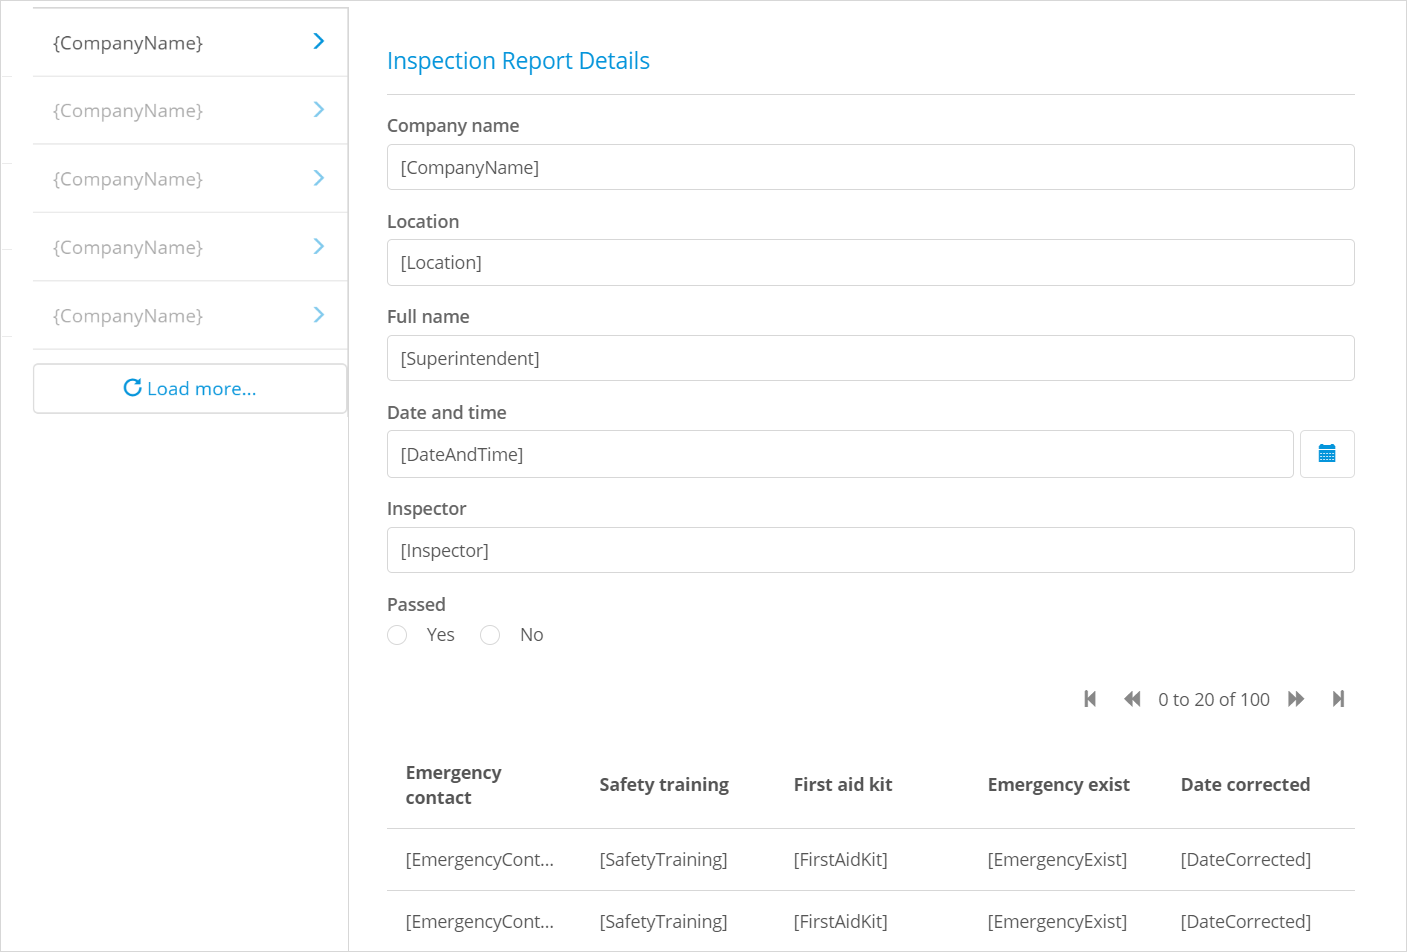 {CompanyName}
{CompanyName}
{CompanyName}
{CompanyName}
{CompanyName}
Load more...
Inspection Report Details
Company name
[CompanyName]
Location
[Location]
Full name
[Superintendent]
Date and time
[DateAndTime]
Inspector
[Inspector]
Passed
Yes No
0 to 20 of 100
Emergency contact Safety training First aid kit Emergency exist Date corrected
[EmergencyCont... [SafetyTraining] [FirstAidKit] [EmergencyExist] [DateCorrected]
[EmergencyCont... [SafetyTraining] [FirstAidKit] [EmergencyExist] [DateCorrected]